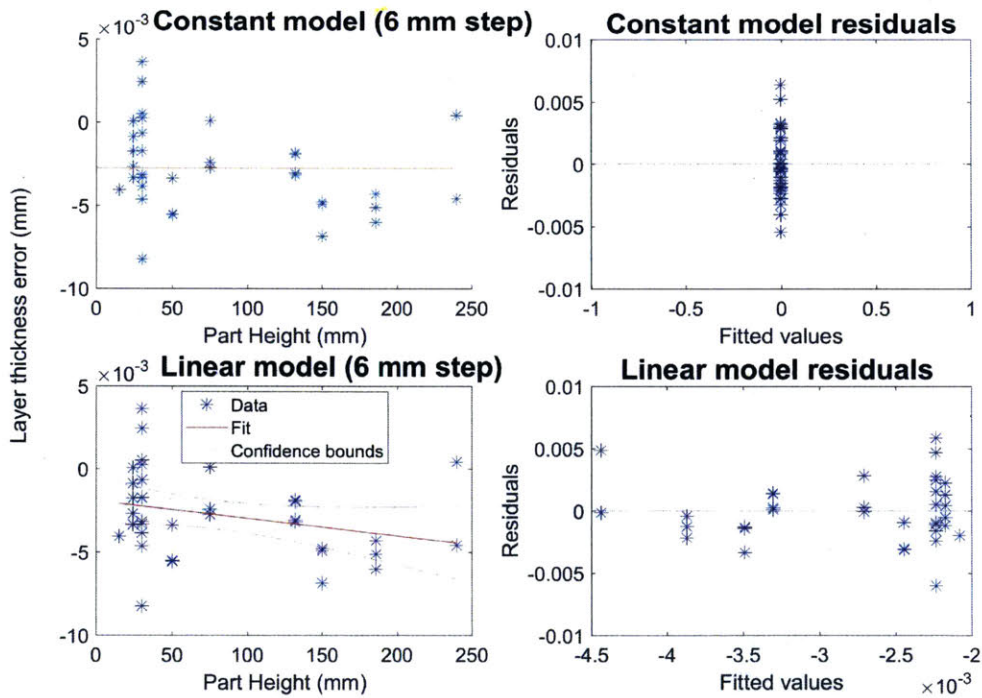 ×10⁻³ Constant model (6 mm step)
5
0
-5
-10
0 50 100 150 200 250
Part Height (mm)
Constant model residuals
0.01
0.005
0
-0.005
-0.01
-1 -0.5 0 0.5 1
Fitted values
Residuals
Layer thickness error (mm)
×10⁻³ Linear model (6 mm step)
5
0
-5
-10
Data
Fit
Confidence bounds
0 50 100 150 200 250
Part Height (mm)
Linear model residuals
0.01
0.005
0
-0.005
-0.01
-4.5 -4 -3.5 -3 -2.5 -2
Fitted values ×10⁻³
Residuals